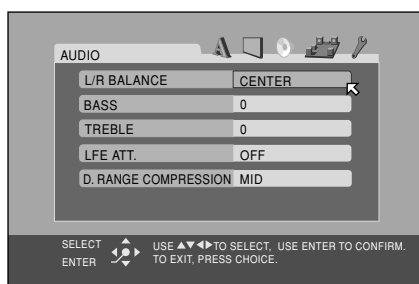 AUDIO
L/R BALANCE CENTER
BASS 0
TREBLE 0
LFE ATT. OFF
D. RANGE COMPRESSION MID
SELECT USE ▲▼◀▶TO SELECT, USE ENTER TO CONFIRM.
ENTER TO EXIT, PRESS CHOICE.